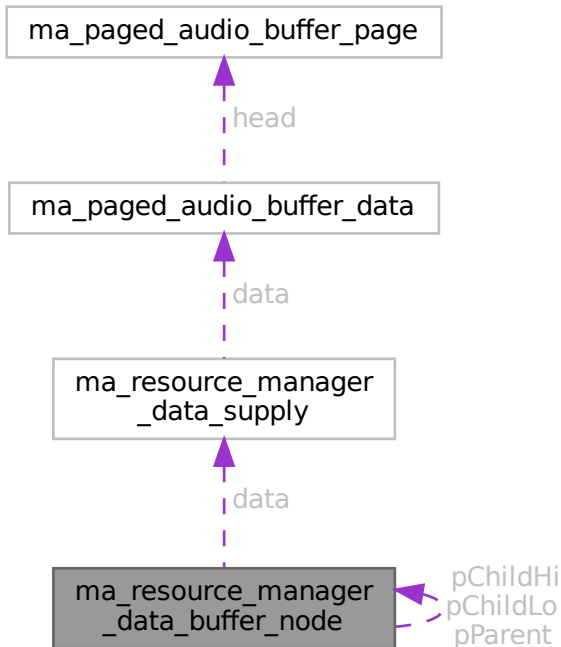 ma_paged_audio_buffer_page
head
ma_paged_audio_buffer_data
data
ma_resource_manager
_data_supply
data
ma_resource_manager
_data_buffer_node
pChildHi
pChildLo
pParent